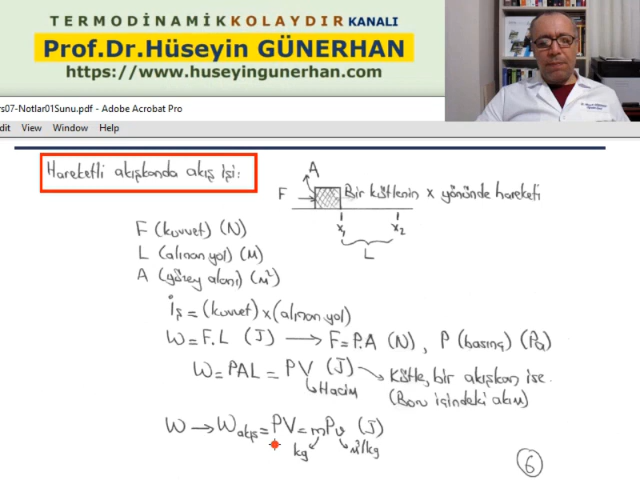 TERMODİNAMİKKOLAYDIR KANALI
Prof.Dr.Hüseyin GÜNERHAN
https://www.huseyingunerhan.com
rs07-Notlar01Sunu.pdf - Adobe Acrobat Pro
dit View Window Help
Hareketli akışkanda akış işi:
A
F Bir kütlenin x yönünde hareketi
x₁ x₂
L
F (kuvvet) (N)
L (alınan yol) (m)
A (yüzey alanı) (m²)
İş = (kuvvet) x (alınan yol)
W = F.L (J) → F = P.A (N), P (basınç) (Pa)
W = PAL = PV (J) → Kütle, bir akışkan ise
Hacim (Boru içindeki akım)
W → Wakış = PV = mPv (J)
kg m³/kg
6